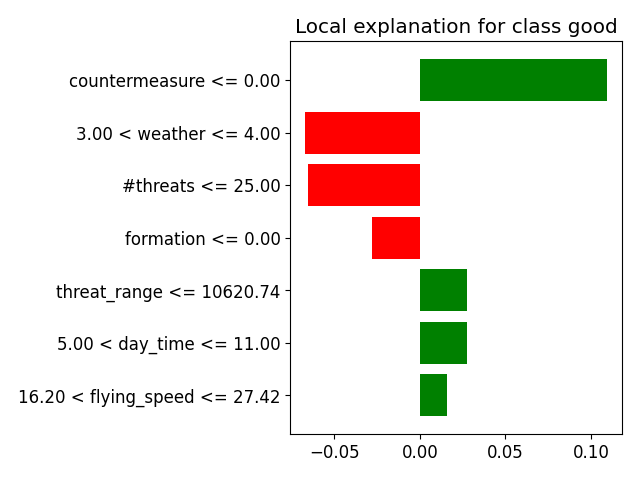 Local explanation for class good
countermeasure <= 0.00
3.00 < weather <= 4.00
#threats <= 25.00
formation <= 0.00
threat_range <= 10620.74
5.00 < day_time <= 11.00
16.20 < flying_speed <= 27.42
−0.05 0.00 0.05 0.10